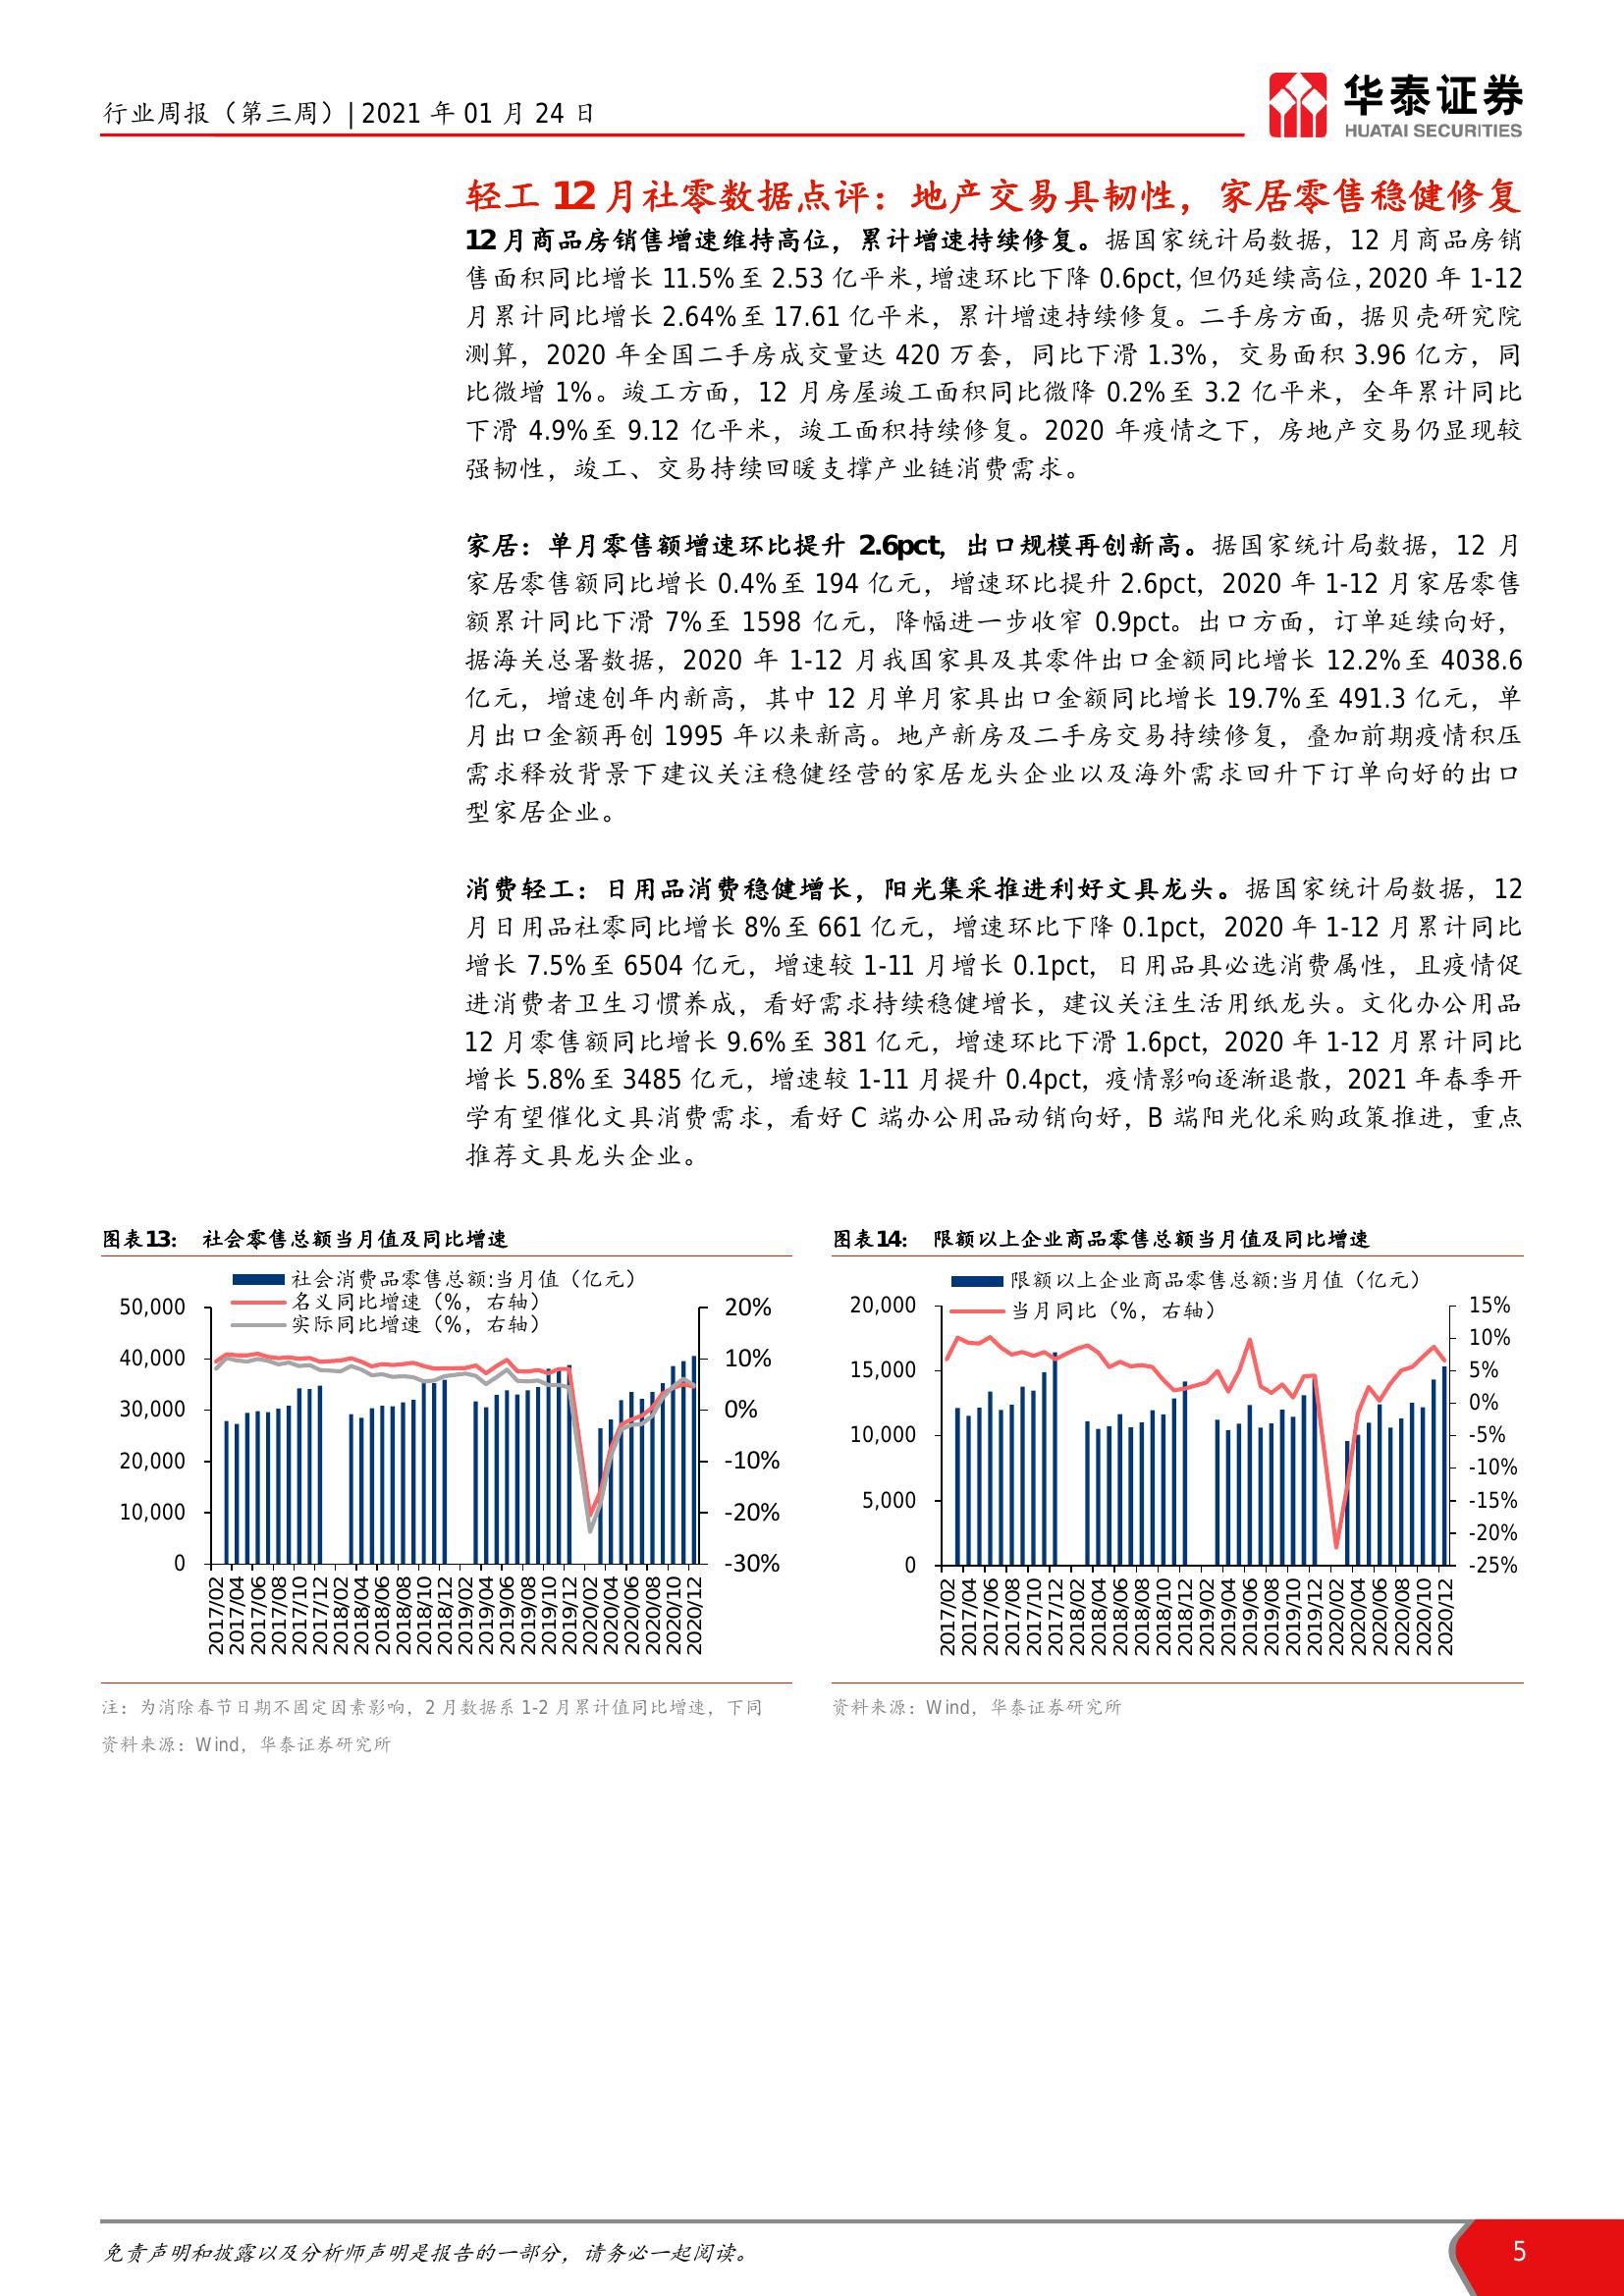 行业周报（第三周）| 2021 年 01 月 24 日
华泰证券
HUATAI SECURITIES
轻工 12 月社零数据点评：地产交易具韧性，家居零售稳健修复
12 月商品房销售增速维持高位，累计增速持续修复。据国家统计局数据，12 月商品房销
售面积同比增长 11.5%至 2.53 亿平米，增速环比下降 0.6pct，但仍延续高位，2020 年 1-12
月累计同比增长 2.64%至 17.61 亿平米，累计增速持续修复。二手房方面，据贝壳研究院
测算，2020 年全国二手房成交量达 420 万套，同比下滑 1.3%，交易面积 3.96 亿方，同
比微增 1%。竣工方面，12 月房屋竣工面积同比微降 0.2%至 3.2 亿平米，全年累计同比
下滑 4.9%至 9.12 亿平米，竣工面积持续修复。2020 年疫情之下，房地产交易仍显现较
强韧性，竣工、交易持续回暖支撑产业链消费需求。
家居：单月零售额增速环比提升 2.6pct，出口规模再创新高。据国家统计局数据，12 月
家居零售额同比增长 0.4%至 194 亿元，增速环比提升 2.6pct，2020 年 1-12 月家居零售
额累计同比下滑 7%至 1598 亿元，降幅进一步收窄 0.9pct。出口方面，订单延续向好，
据海关总署数据，2020 年 1-12 月我国家具及其零件出口金额同比增长 12.2%至 4038.6
亿元，增速创年内新高，其中 12 月单月家具出口金额同比增长 19.7%至 491.3 亿元，单
月出口金额再创 1995 年以来新高。地产新房及二手房交易持续修复，叠加前期疫情积压
需求释放背景下建议关注稳健经营的家居龙头企业以及海外需求回升下订单向好的出口
型家居企业。
消费轻工：日用品消费稳健增长，阳光集采推进利好文具龙头。据国家统计局数据，12
月日用品社零同比增长 8%至 661 亿元，增速环比下降 0.1pct，2020 年 1-12 月累计同比
增长 7.5%至 6504 亿元，增速较 1-11 月增长 0.1pct，日用品具必选消费属性，且疫情促
进消费者卫生习惯养成，看好需求持续稳健增长，建议关注生活用纸龙头。文化办公用品
12 月零售额同比增长 9.6%至 381 亿元，增速环比下滑 1.6pct，2020 年 1-12 月累计同比
增长 5.8%至 3485 亿元，增速较 1-11 月提升 0.4pct，疫情影响逐渐退散，2021 年春季开
学有望催化文具消费需求，看好 C 端办公用品动销向好，B 端阳光化采购政策推进，重点
推荐文具龙头企业。
图表13： 社会零售总额当月值及同比增速
社会消费品零售总额:当月值（亿元）
名义同比增速（%，右轴）
实际同比增速（%，右轴）
50,000
40,000
30,000
20,000
10,000
0
20%
10%
0%
-10%
-20%
-30%
2017/02
2017/04
2017/06
2017/08
2017/10
2017/12
2018/02
2018/04
2018/06
2018/08
2018/10
2018/12
2019/02
2019/04
2019/06
2019/08
2019/10
2019/12
2020/02
2020/04
2020/06
2020/08
2020/10
2020/12
注：为消除春节日期不固定因素影响，2 月数据系 1-2 月累计值同比增速，下同
资料来源：Wind，华泰证券研究所
图表14： 限额以上企业商品零售总额当月值及同比增速
限额以上企业商品零售总额:当月值（亿元）
当月同比（%，右轴）
20,000
15,000
10,000
5,000
0
15%
10%
5%
0%
-5%
-10%
-15%
-20%
-25%
2017/02
2017/04
2017/06
2017/08
2017/10
2017/12
2018/02
2018/04
2018/06
2018/08
2018/10
2018/12
2019/02
2019/04
2019/06
2019/08
2019/10
2019/12
2020/02
2020/04
2020/06
2020/08
2020/10
2020/12
资料来源：Wind，华泰证券研究所
免责声明和披露以及分析师声明是报告的一部分，请务必一起阅读。
5